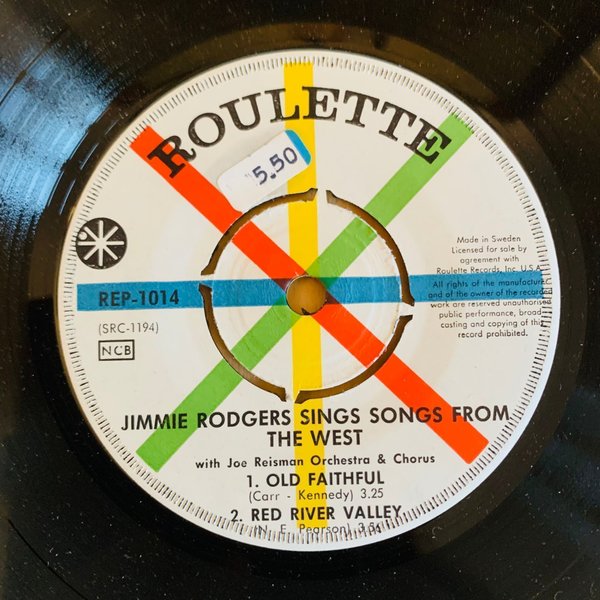 ROULETTE
5.50
Made in Sweden
Licensed for sale by
agreement with
Roulette Records, Inc. U.S.A.
All rights of the manufacturer
and of the owner of the recorded
work are reserved unauthorised
public performance, broad-
casting and copying of this
record prohibited.
REP-1014
(SRC-1194)
NCB
JIMMIE RODGERS SINGS SONGS FROM
THE WEST
with Joe Reisman Orchestra & Chorus
1. OLD FAITHFUL
(Carr - Kennedy) 3.25
2. RED RIVER VALLEY
(N. E. Pearson) 3.56